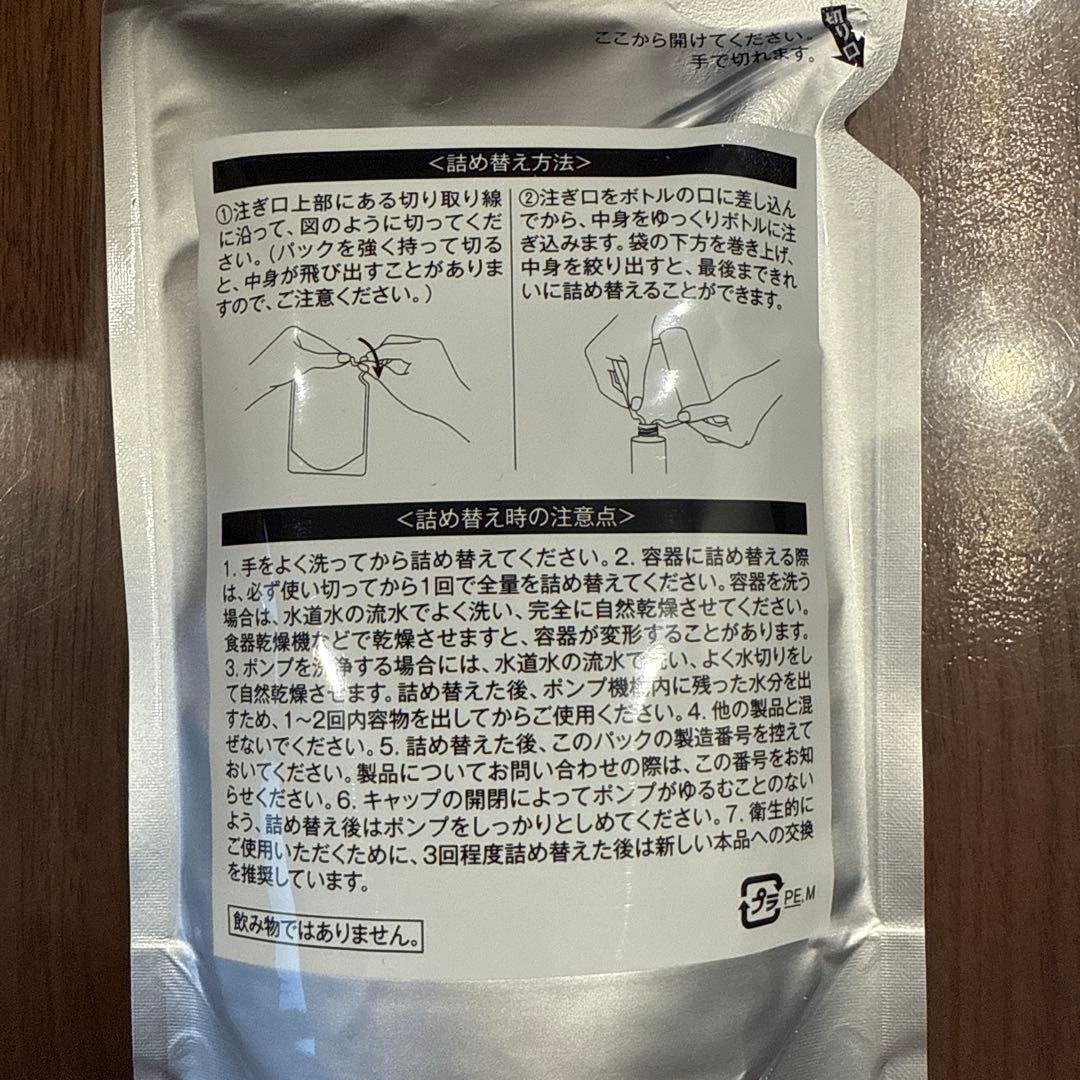 ここから開けてください。
手で切れます。
切り口
<詰め替え方法>
①注ぎ口上部にある切り取り線
に沿って、図のように切ってくだ
さい。(パックを強く持って切る
と、中身が飛び出すことがありま
すので、ご注意ください。)
②注ぎ口をボトルの口に差し込ん
でから、中身をゆっくりボトルに注
ぎ込みます。袋の下方を巻き上げ、
中身を絞り出すと、最後まできれ
いに詰め替えることができます。
<詰め替え時の注意点>
1. 手をよく洗ってから詰め替えてください。2. 容器に詰め替える際
は、必ず使い切ってから1回で全量を詰め替えてください。容器を洗う
場合は、水道水の流水でよく洗い、完全に自然乾燥させてください。
食器乾燥機などで乾燥させますと、容器が変形することがあります。
3. ポンプを洗浄する場合には、水道水の流水で洗い、よく水切りをし
て自然乾燥させます。詰め替えた後、ポンプ機構内に残った水分を出
すため、1〜2回内容物を出してからご使用ください。4. 他の製品と混
ぜないでください。5. 詰め替えた後、このパックの製造番号を控えて
おいてください。製品についてお問い合わせの際は、この番号をお知
らせください。6. キャップの開閉によってポンプがゆるむことのない
よう、詰め替え後はポンプをしっかりとしめてください。7. 衛生的に
ご使用いただくために、3回程度詰め替えた後は新しい本品への交換
を推奨しています。
プラ PE,M
飲み物ではありません。